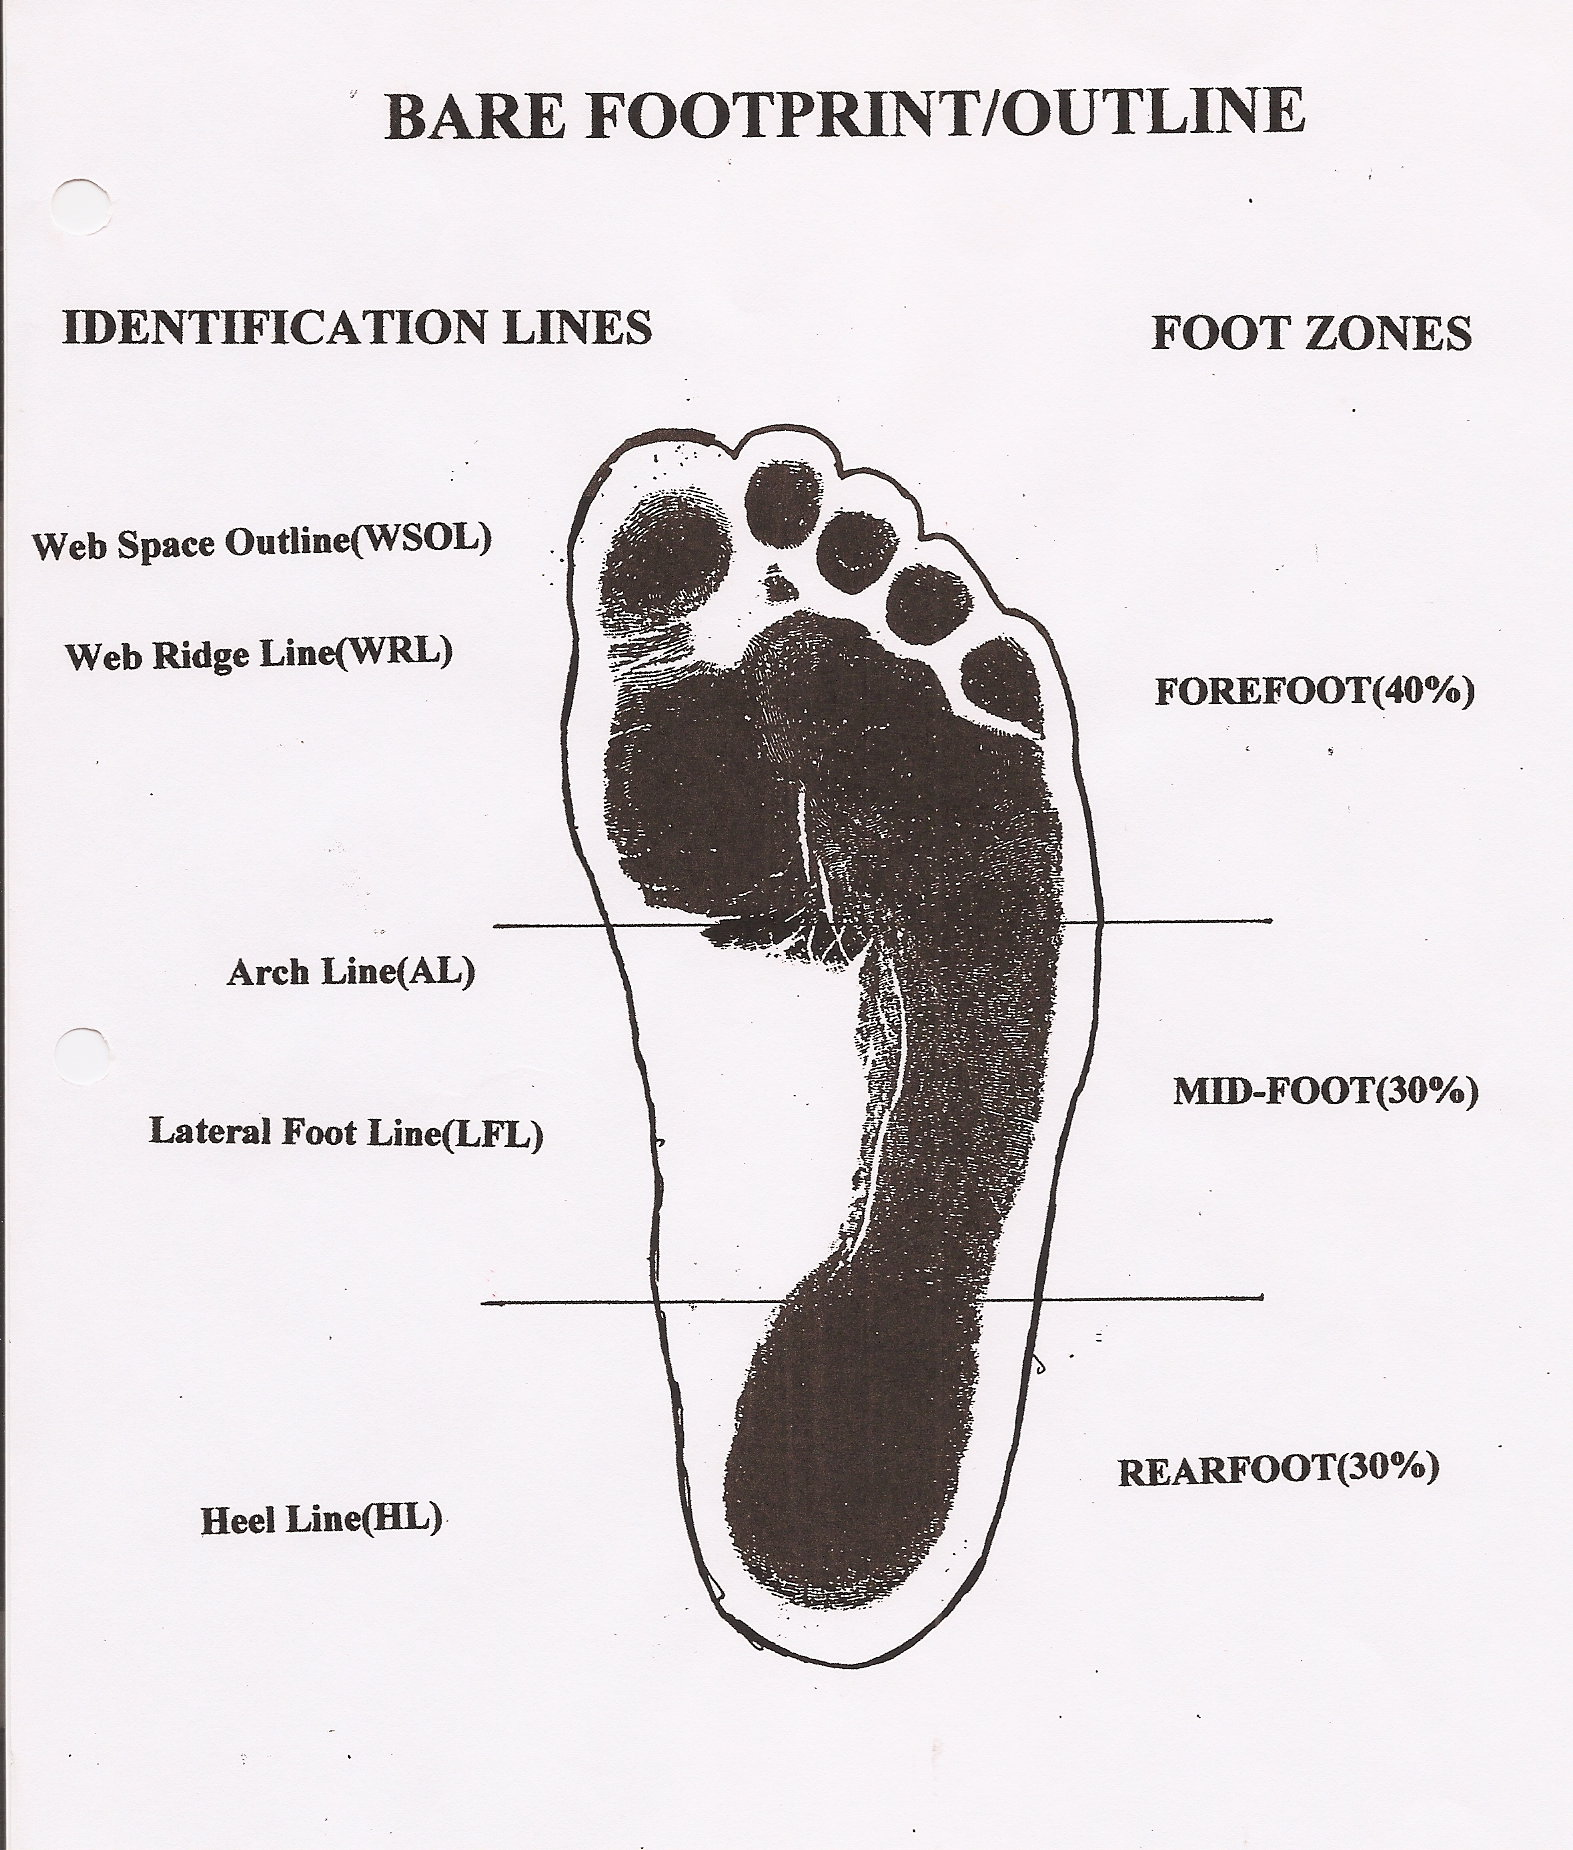 BARE FOOTPRINT/OUTLINE
IDENTIFICATION LINES
FOOT ZONES
Web Space Outline(WSOL)
Web Ridge Line(WRL)
FOREFOOT(40%)
Arch Line(AL)
MID-FOOT(30%)
Lateral Foot Line(LFL)
REARFOOT(30%)
Heel Line(HL)